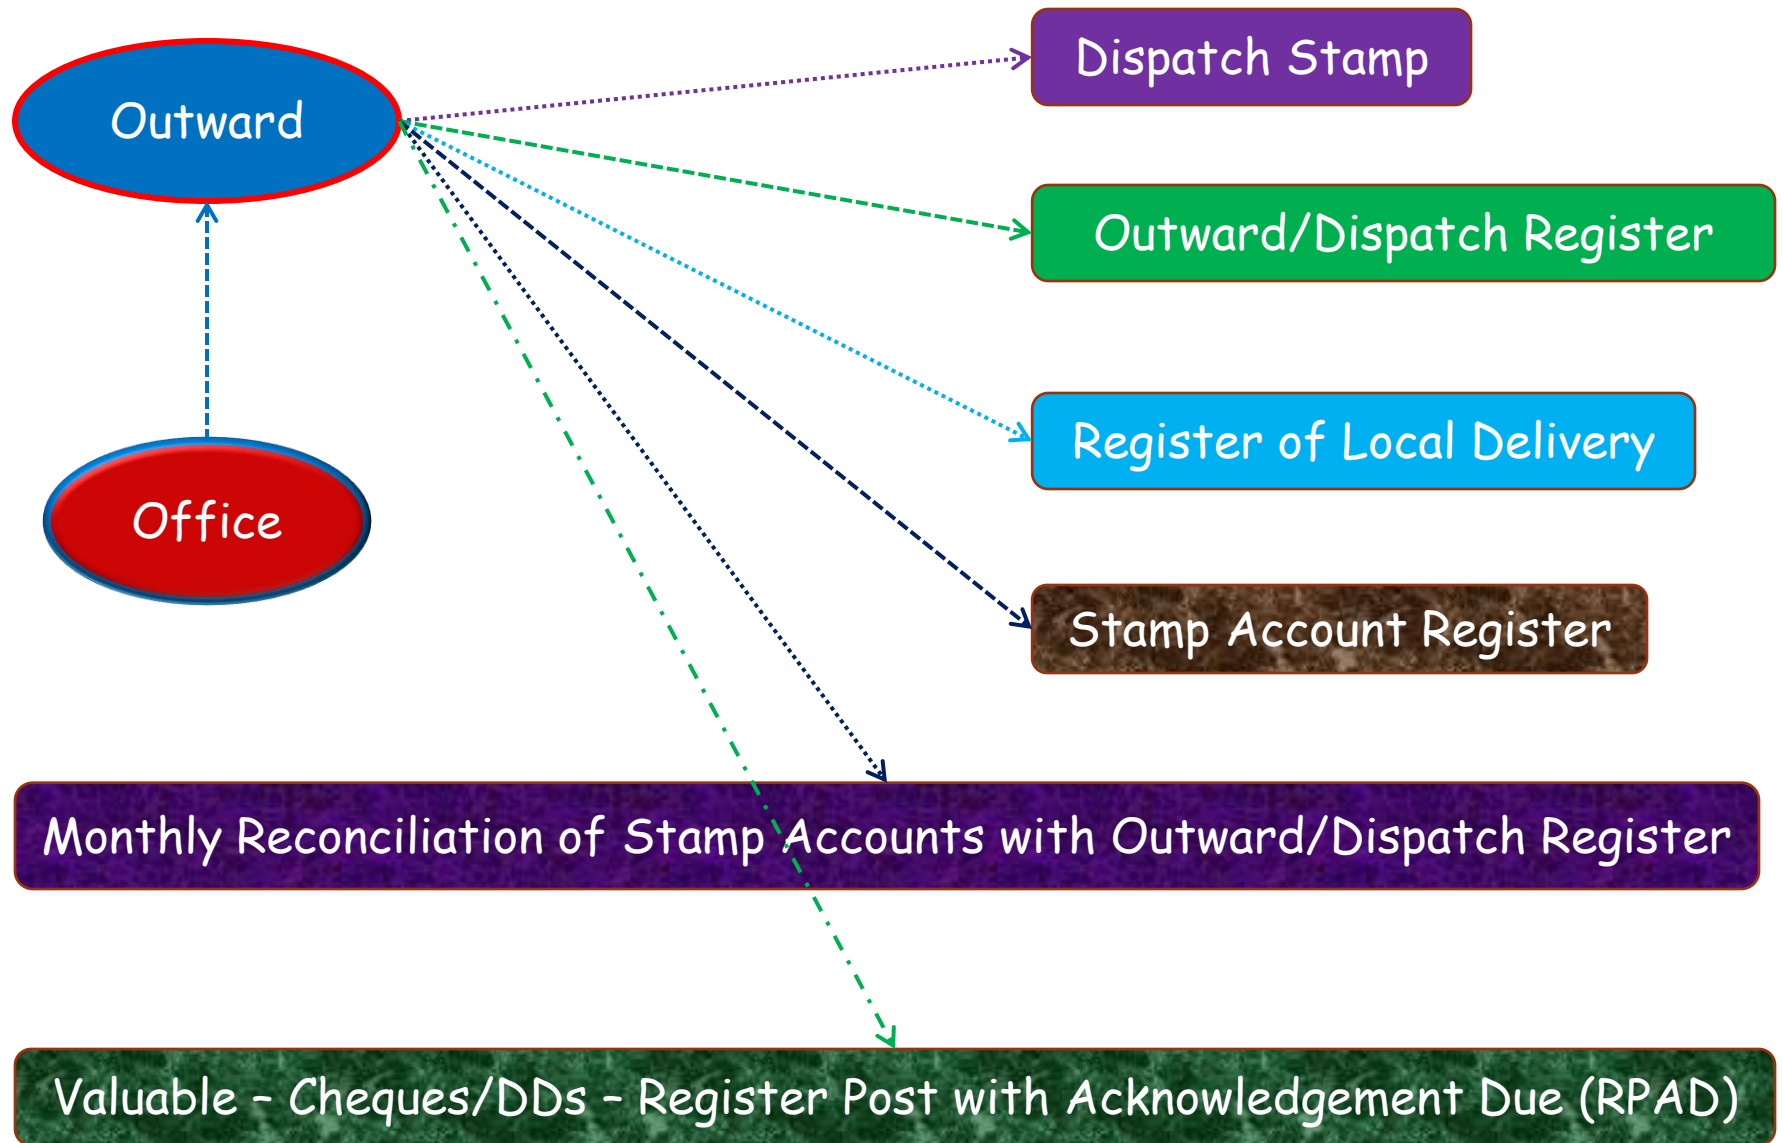 Outward
Dispatch Stamp
Outward/Dispatch Register
Register of Local Delivery
Office
Stamp Account Register
Monthly Reconciliation of Stamp Accounts with Outward/Dispatch Register
Valuable – Cheques/DDs – Register Post with Acknowledgement Due (RPAD)